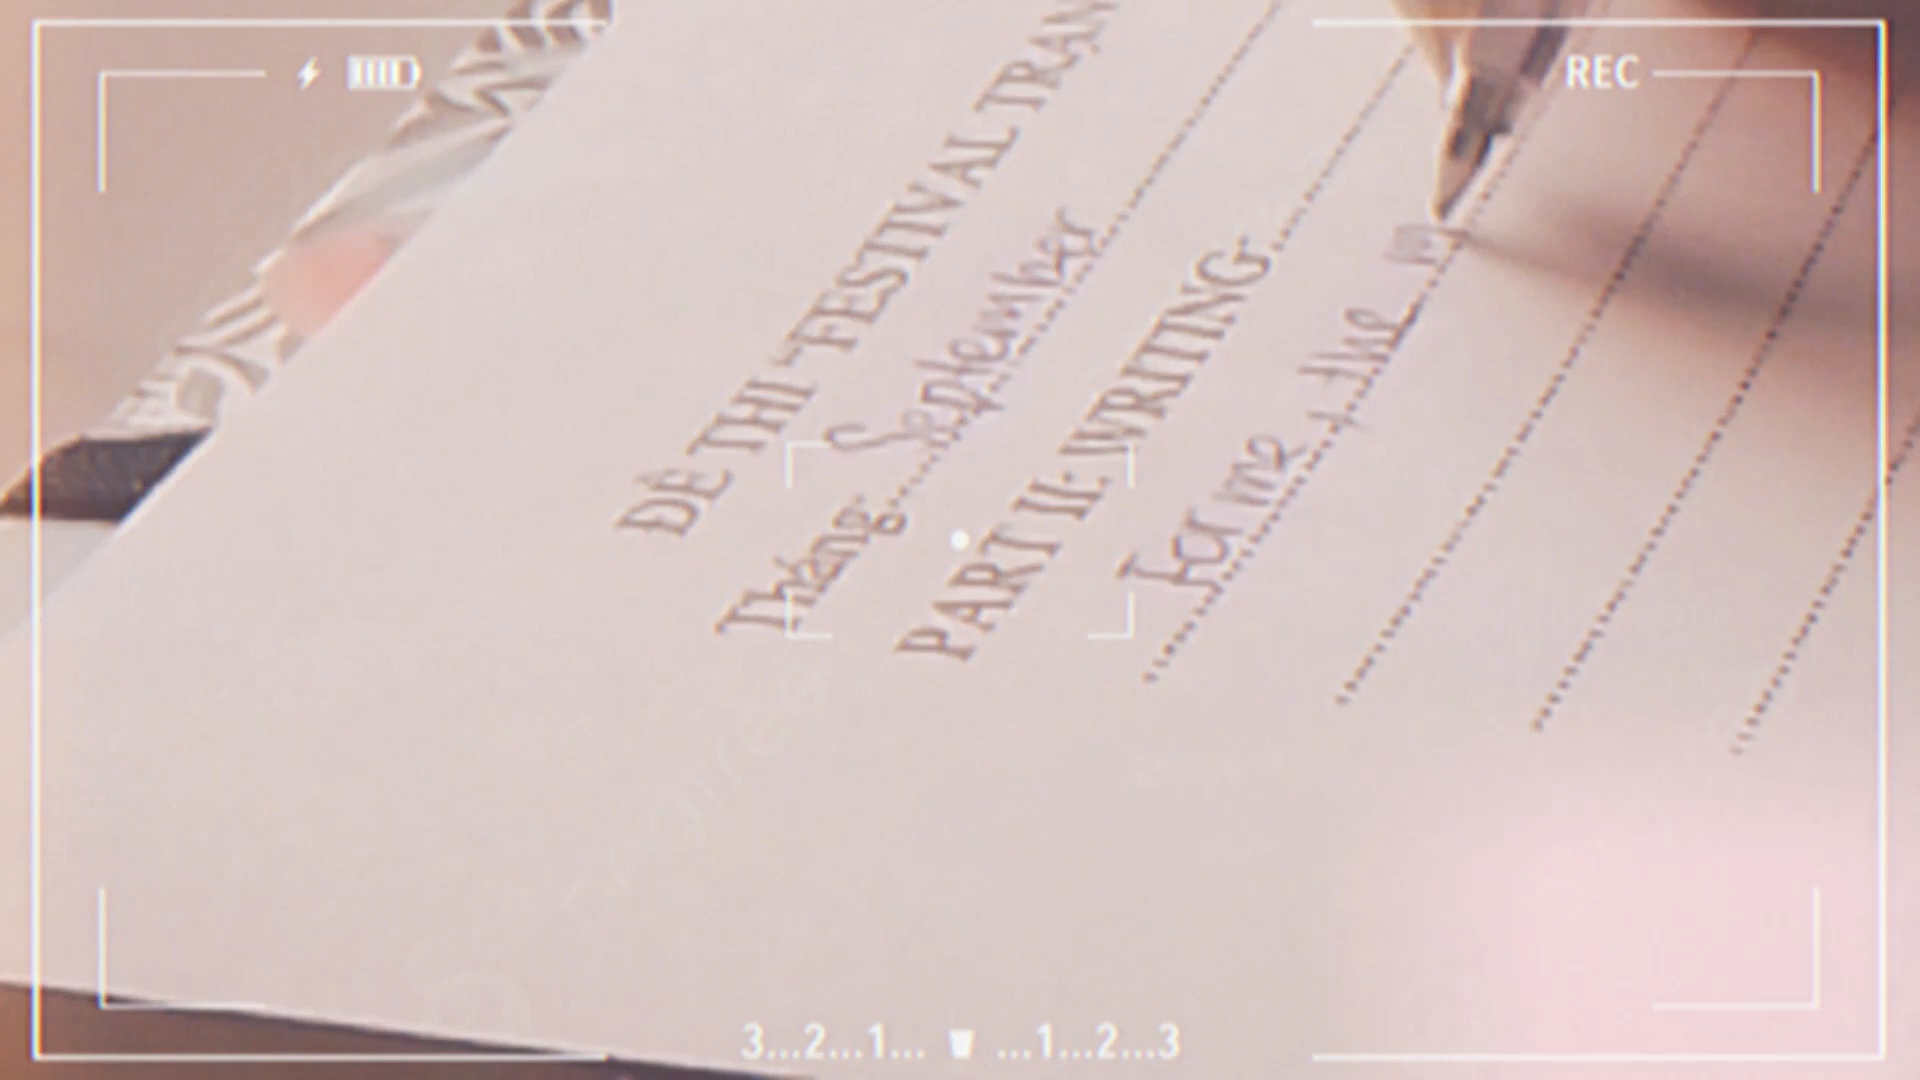 REC
ĐỀ THI "FESTIVAL TRAN
Tháng: September
PART II: WRITING
For me, the m
3...2...1... ...1...2...3